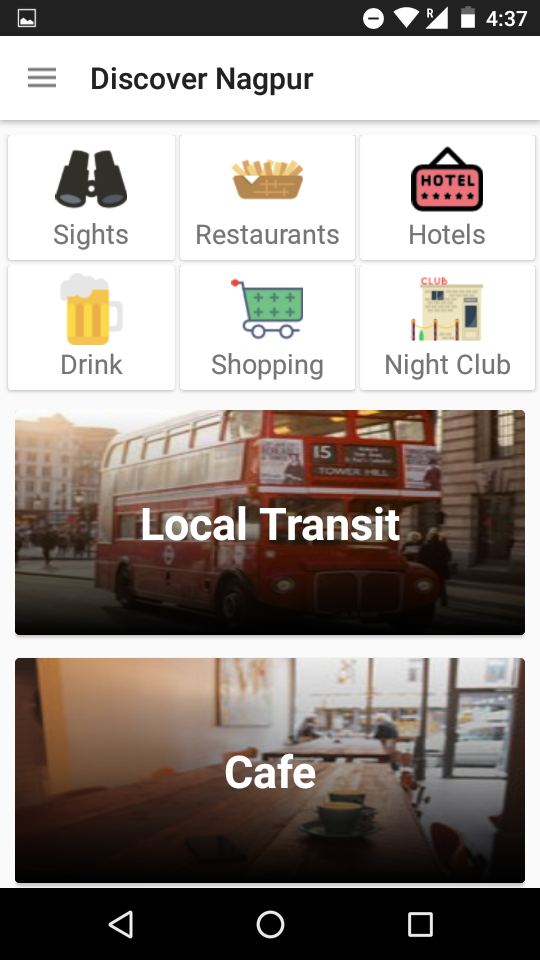 R 4:37
Discover Nagpur
HOTEL
Sights
Restaurants
Hotels
CLUB
Drink
Shopping
Night Club
15
TOWER HILL
Local Transit
Cafe